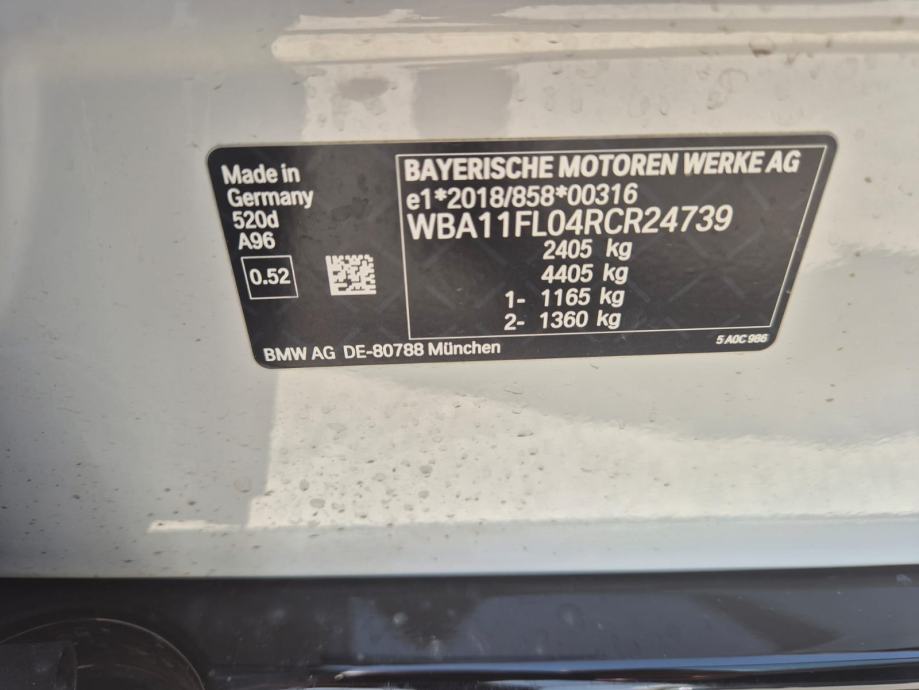 Made in
Germany
520d
A96
0.52
BAYERISCHE MOTOREN WERKE AG
e1*2018/858*00316
WBA11FL04RCR24739
2405 kg
4405 kg
1- 1165 kg
2- 1360 kg
BMW AG DE-80788 München
5 A0C 986